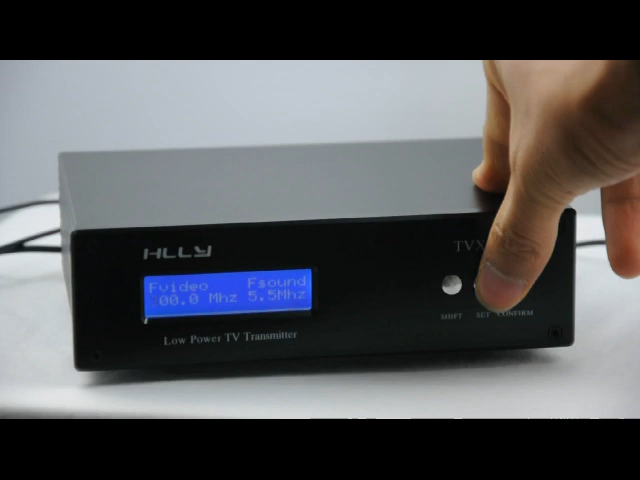 HLLY
TVX
Fvideo Fsound
00.0 Mhz 5.5Mhz
SHIFT SET CONFIRM
Low Power TV Transmitter